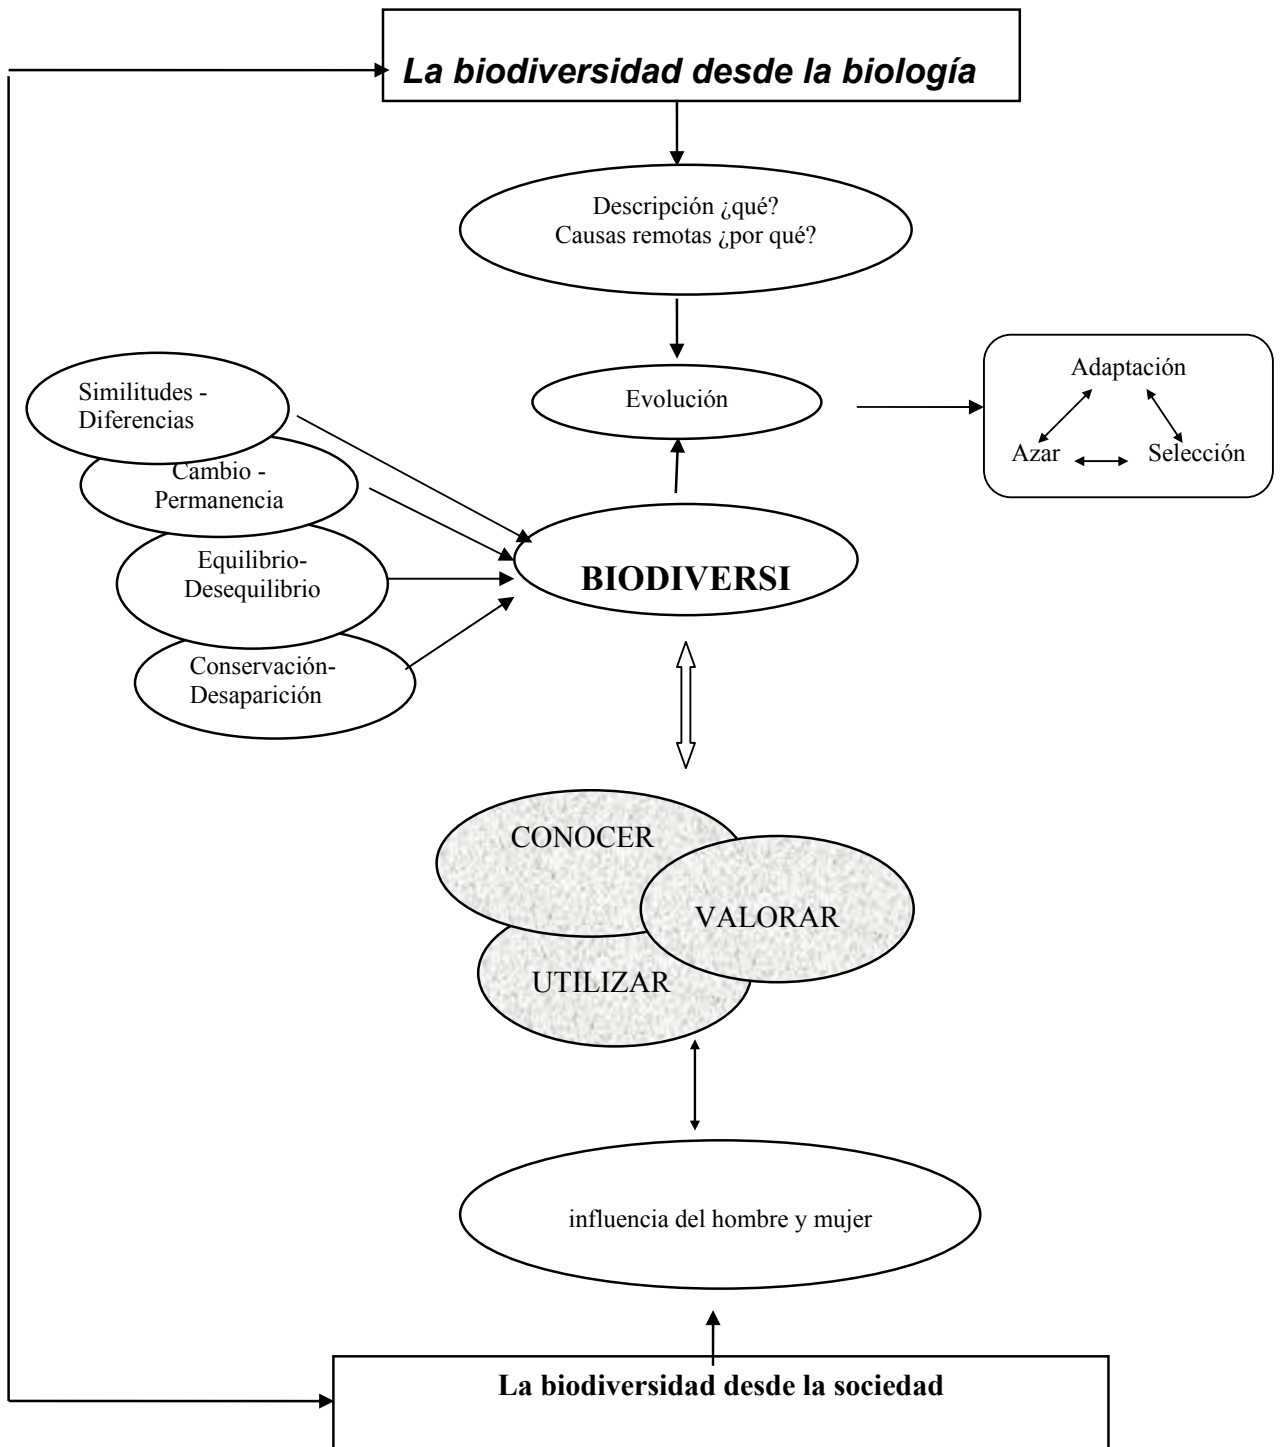 La biodiversidad desde la biología
Descripción ¿qué?
Causas remotas ¿por qué?
Evolución
Adaptación
Azar
Selección
Similitudes -
Diferencias
Cambio -
Permanencia
Equilibrio-
Desequilibrio
Conservación-
Desaparición
BIODIVERSI
CONOCER
VALORAR
UTILIZAR
influencia del hombre y mujer
La biodiversidad desde la sociedad